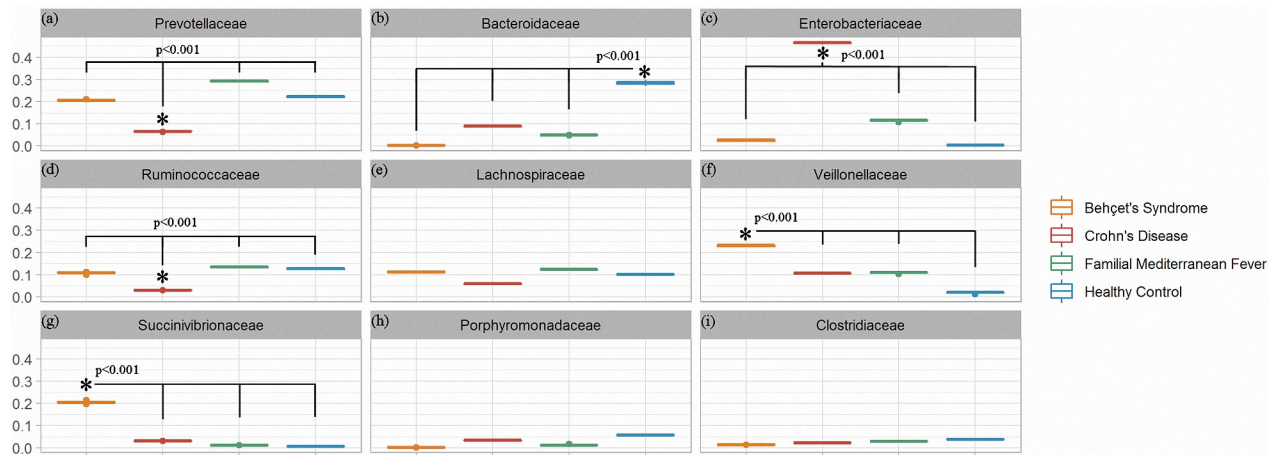 (a) Prevotellaceae
(b) Bacteroidaceae
(c) Enterobacteriaceae
0.4
0.3
0.2
0.1
0.0
p<0.001
*
p<0.001
*
*
p<0.001
(d) Ruminococcaceae
(e) Lachnospiraceae
(f) Veillonellaceae
0.4
0.3
0.2
0.1
0.0
p<0.001
*
p<0.001
*
(g) Succinivibrionaceae
(h) Porphyromonadaceae
(i) Clostridiaceae
0.4
0.3
0.2
0.1
0.0
p<0.001
*
Behçet's Syndrome
Crohn's Disease
Familial Mediterranean Fever
Healthy Control